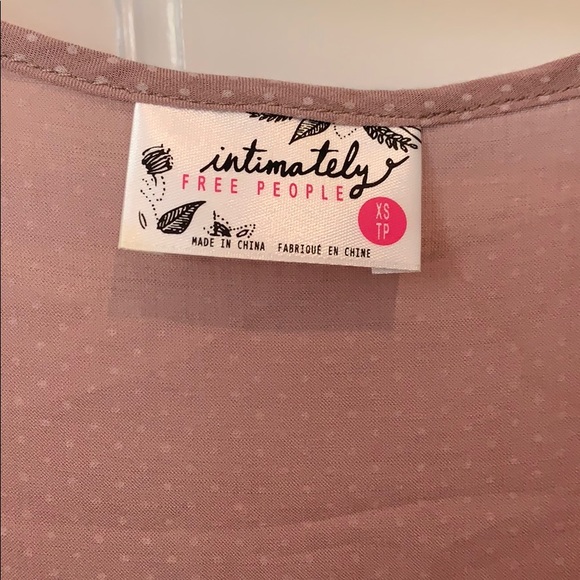 intimately
FREE PEOPLE
XS
TP
MADE IN CHINA FABRIQUÉ EN CHINE